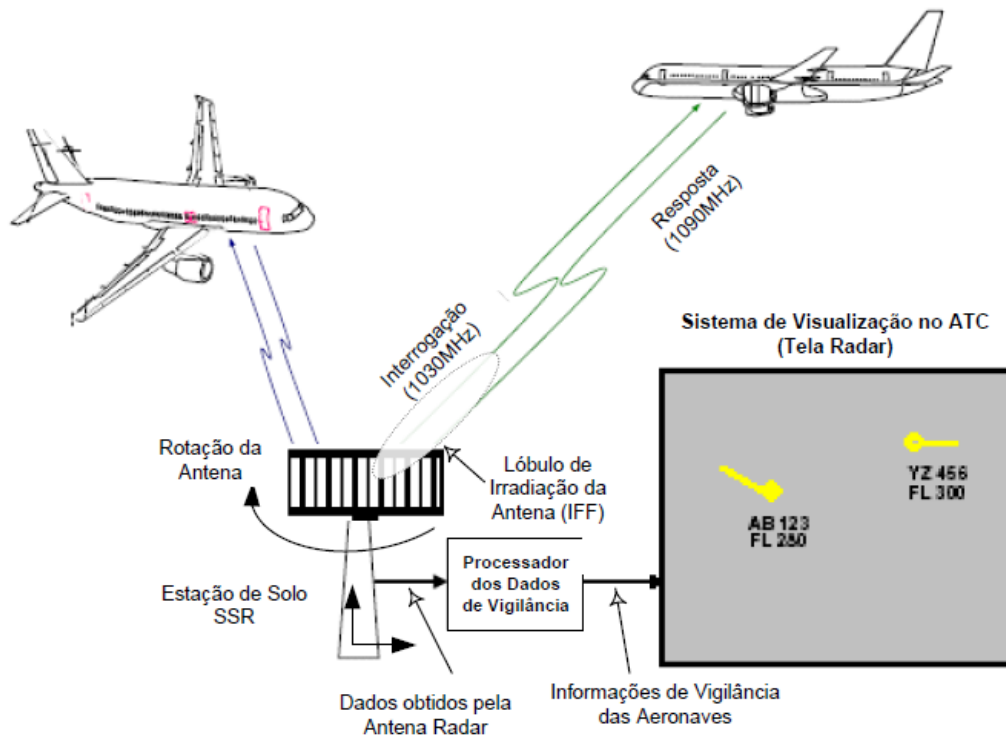 Resposta
(1090MHz)
Interrogação
(1030MHz)
Sistema de Visualização no ATC
(Tela Radar)
Rotação da
Antena
Lóbulo de
Irradiação da
Antena (IFF)
YZ 456
FL 300
AB 123
FL 280
Estação de Solo
SSR
Processador
dos Dados
de Vigilância
Dados obtidos pela
Antena Radar
Informações de Vigilância
das Aeronaves